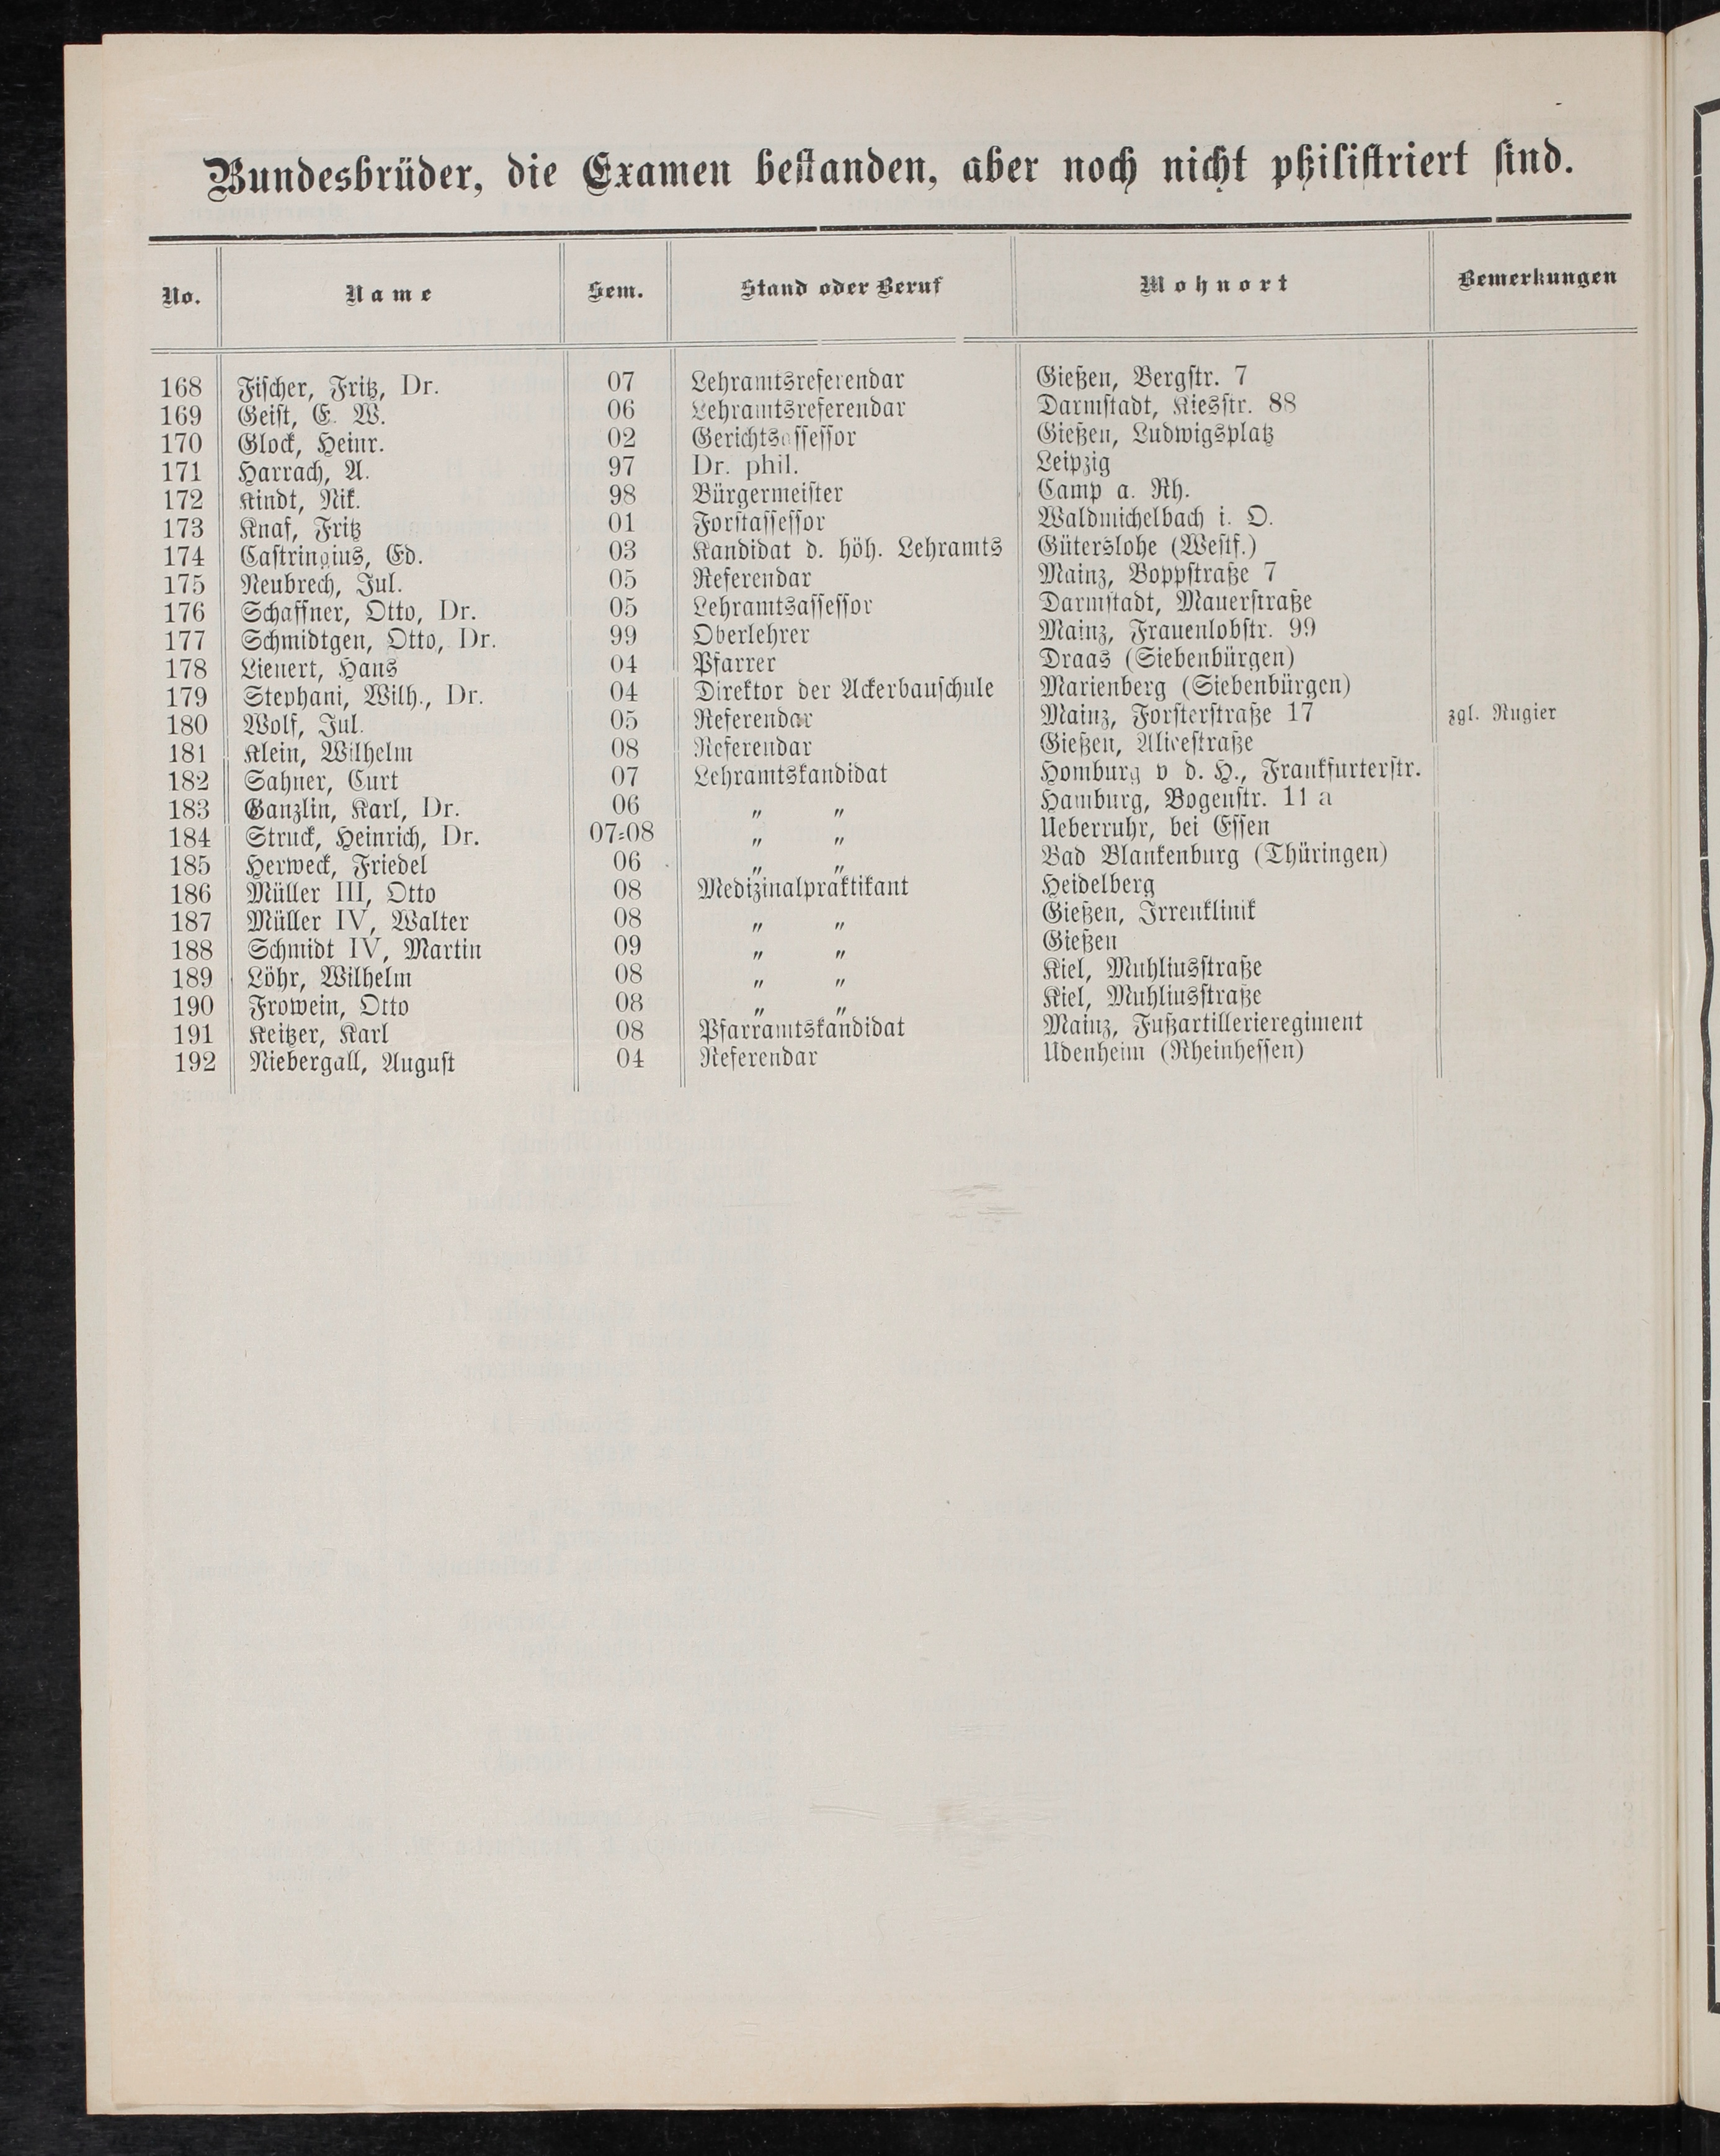 Bundesbrüder, die Examen bestanden, aber noch nicht philistriert sind.
No. Name Sem. Stand oder Beruf Wohnort Bemerkungen
168 Fischer, Fritz, Dr. 07 Lehramtsreferendar Gießen, Bergstr. 7
169 Geist, E. W. 06 Lehramtsreferendar Darmstadt, Kiesstr. 88
170 Glock, Heinr. 02 Gerichtsassessor Gießen, Ludwigsplatz
171 Harrach, A. 97 Dr. phil. Leipzig
172 Kindt, Nik. 98 Bürgermeister Camp a. Rh.
173 Knaf, Fritz 01 Forstassessor Waldmichelbach i. O.
174 Castringius, Ed. 03 Kandidat d. höh. Lehramts Güterslohe (Westf.)
175 Neubrech, Jul. 05 Referendar Mainz, Boppstraße 7
176 Schaffner, Otto, Dr. 05 Lehramtsassessor Darmstadt, Mauerstraße
177 Schmidtgen, Otto, Dr. 99 Oberlehrer Mainz, Frauenlobstr. 99
178 Lienert, Hans 04 Pfarrer Draas (Siebenbürgen)
179 Stephani, Wilh., Dr. 04 Direktor der Ackerbauschule Marienberg (Siebenbürgen)
180 Wolf, Jul. 05 Referendar Mainz, Forsterstraße 17 zgl. Rugier
181 Klein, Wilhelm 08 Referendar Gießen, Alicestraße
182 Sahner, Curt 07 Lehramtskandidat Homburg v d. H., Frankfurterstr.
183 Ganzlin, Karl, Dr. 06 " " Hamburg, Bogenstr. 11 a
184 Struck, Heinrich, Dr. 07=08 " " Ueberruhr, bei Essen
185 Herweck, Friedel 06 " " Bad Blankenburg (Thüringen)
186 Müller III, Otto 08 Medizinalpraktikant Heidelberg
187 Müller IV, Walter 08 " " Gießen, Irrenklinik
188 Schmidt IV, Martin 09 " " Gießen
189 Löhr, Wilhelm 08 " " Kiel, Muhliusstraße
190 Frowein, Otto 08 " " Kiel, Muhliusstraße
191 Keitzer, Karl 08 Pfarramtskandidat Mainz, Fußartillerieregiment
192 Niebergall, August 04 Referendar Udenheim (Rheinhessen)